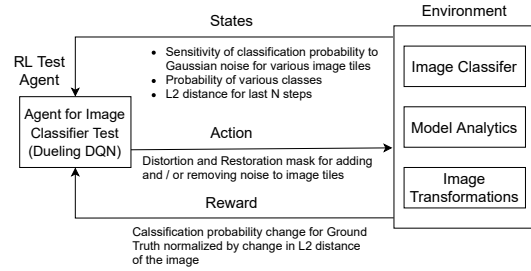 States
Environment
• Sensitivity of classification probability to
Gaussian noise for various image tiles
• Probability of various classes
• L2 distance for last N steps
RL Test
Agent
Agent for Image
Classifier Test
(Dueling DQN)
Action
Distortion and Restoration mask for adding
and / or removing noise to image tiles
Reward
Calssification probability change for Ground
Truth normalized by change in L2 distance
of the image
Image Classifer
Model Analytics
Image
Transformations